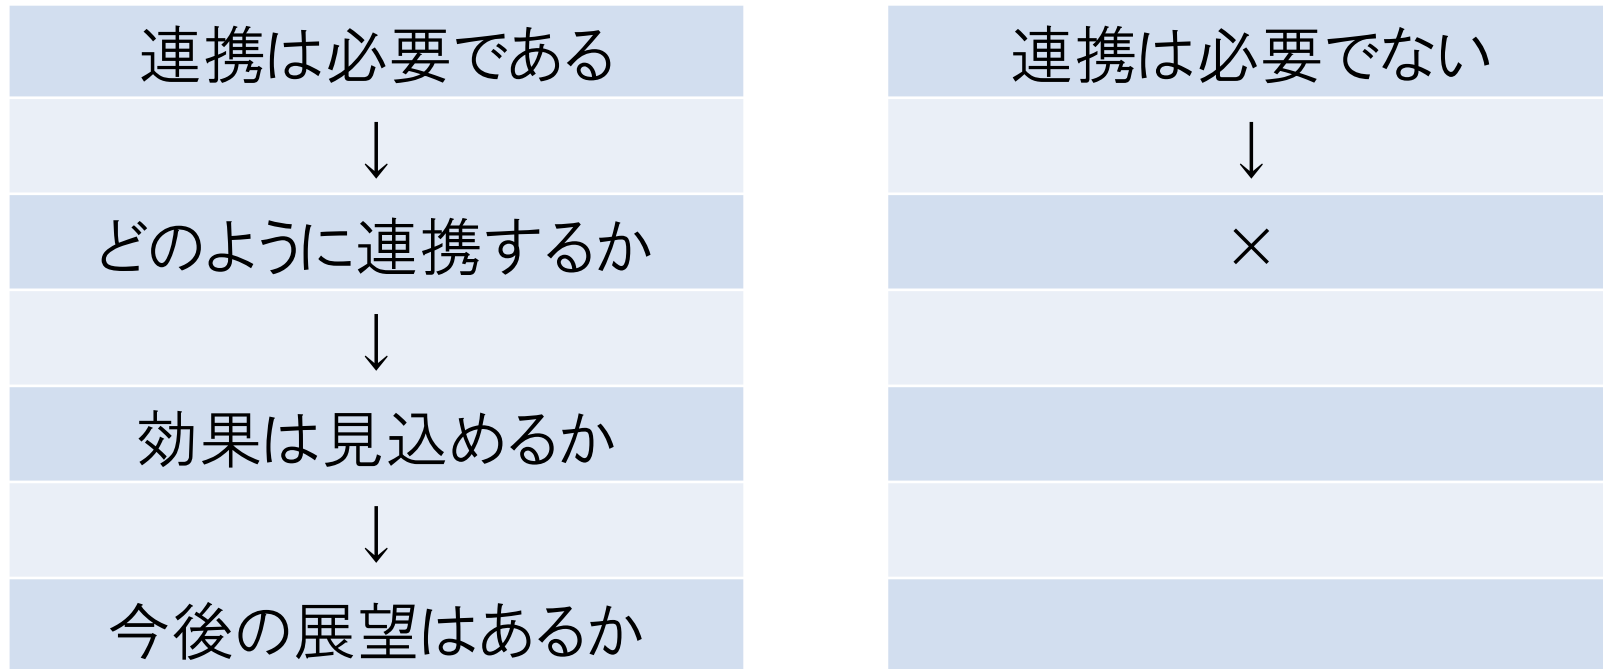 連携は必要である
↓
どのように連携するか
↓
効果は見込めるか
↓
今後の展望はあるか
連携は必要でない
↓
×